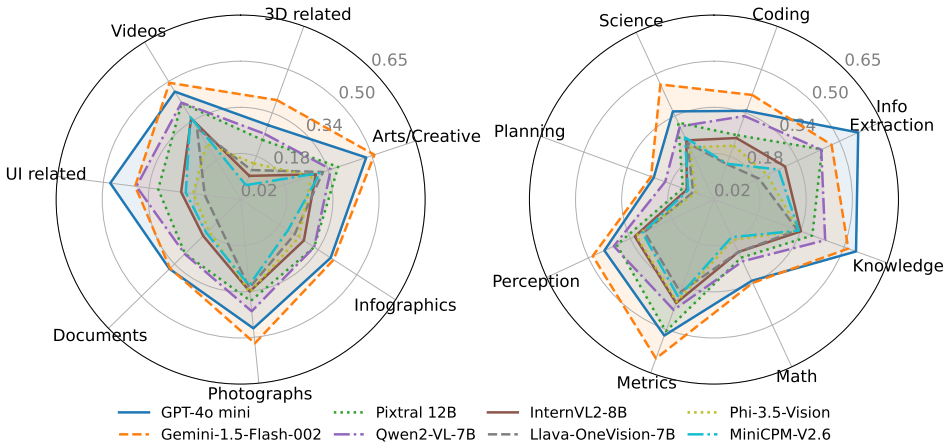 3D related
Videos
0.65
0.50
0.34
Arts/Creative
0.18
UI related
0.02
Infographics
Documents
Photographs
Coding
Science
0.65
0.50
Info
Extraction
0.34
Planning
0.18
0.02
Knowledge
Perception
Math
Metrics
GPT-4o mini
Pixtral 12B
InternVL2-8B
Phi-3.5-Vision
Gemini-1.5-Flash-002
Qwen2-VL-7B
Llava-OneVision-7B
MiniCPM-V2.6